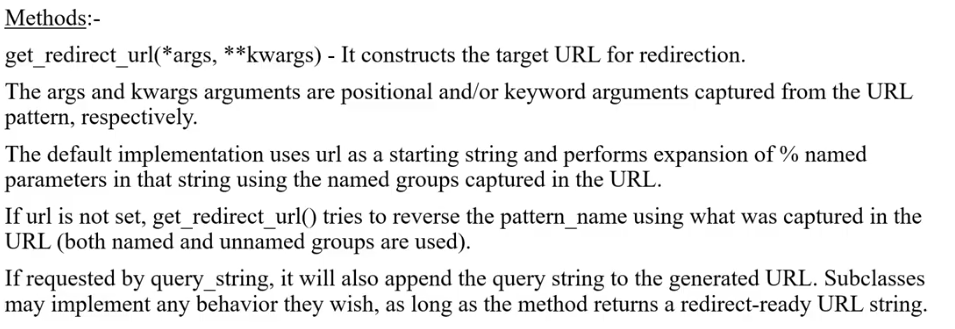 Methods:-
get_redirect_url(*args, **kwargs) - It constructs the target URL for redirection.
The args and kwargs arguments are positional and/or keyword arguments captured from the URL
pattern, respectively.
The default implementation uses url as a starting string and performs expansion of % named
parameters in that string using the named groups captured in the URL.
If url is not set, get_redirect_url() tries to reverse the pattern_name using what was captured in the
URL (both named and unnamed groups are used).
If requested by query_string, it will also append the query string to the generated URL. Subclasses
may implement any behavior they wish, as long as the method returns a redirect-ready URL string.